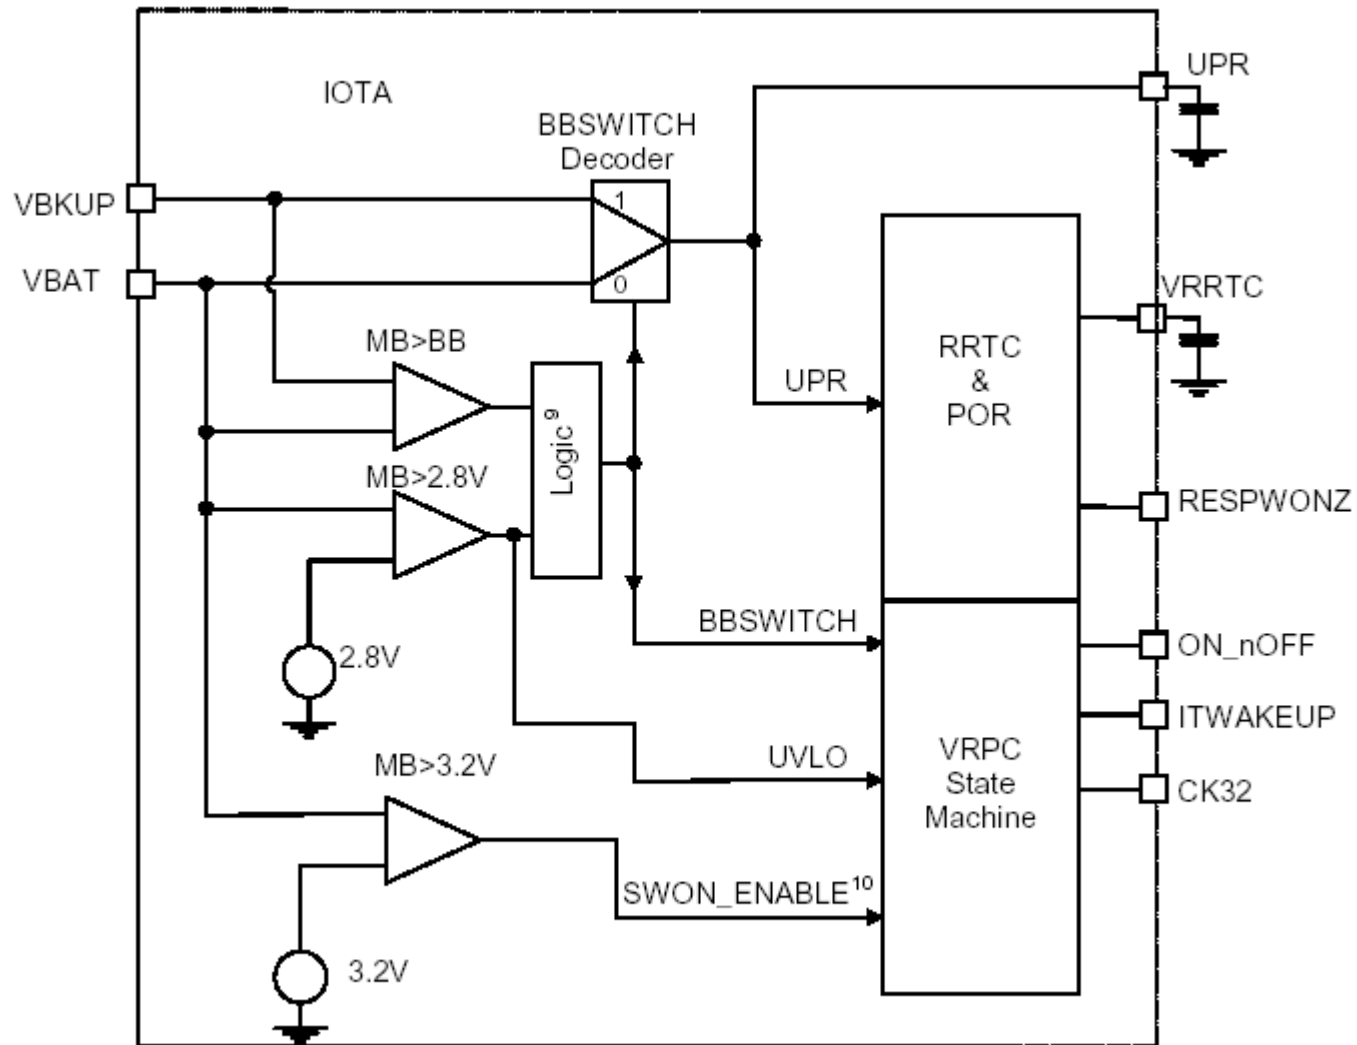 UPR
IOTA
BBSWITCH
Decoder
1
VBKUP
VBAT
0
VRRTC
MB>BB
RRTC
&
POR
UPR
Logic⁹
MB>2.8V
RESPWONZ
BBSWITCH
ON_nOFF
2.8V
ITWAKEUP
VRPC
State
Machine
UVLO
MB>3.2V
CK32
SWON_ENABLE¹⁰
3.2V